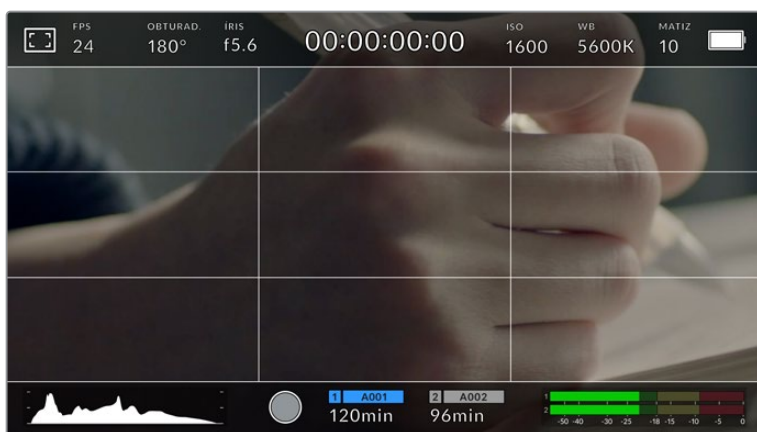 FPS OBTURAD. ÍRIS ISO WB MATIZ
24 180° f5.6 00:00:00:00 1600 5600K 10
1 A001 2 A002
120min 96min
1
2
-50 -40 -30 -25 -18 -15 -10 -5 0